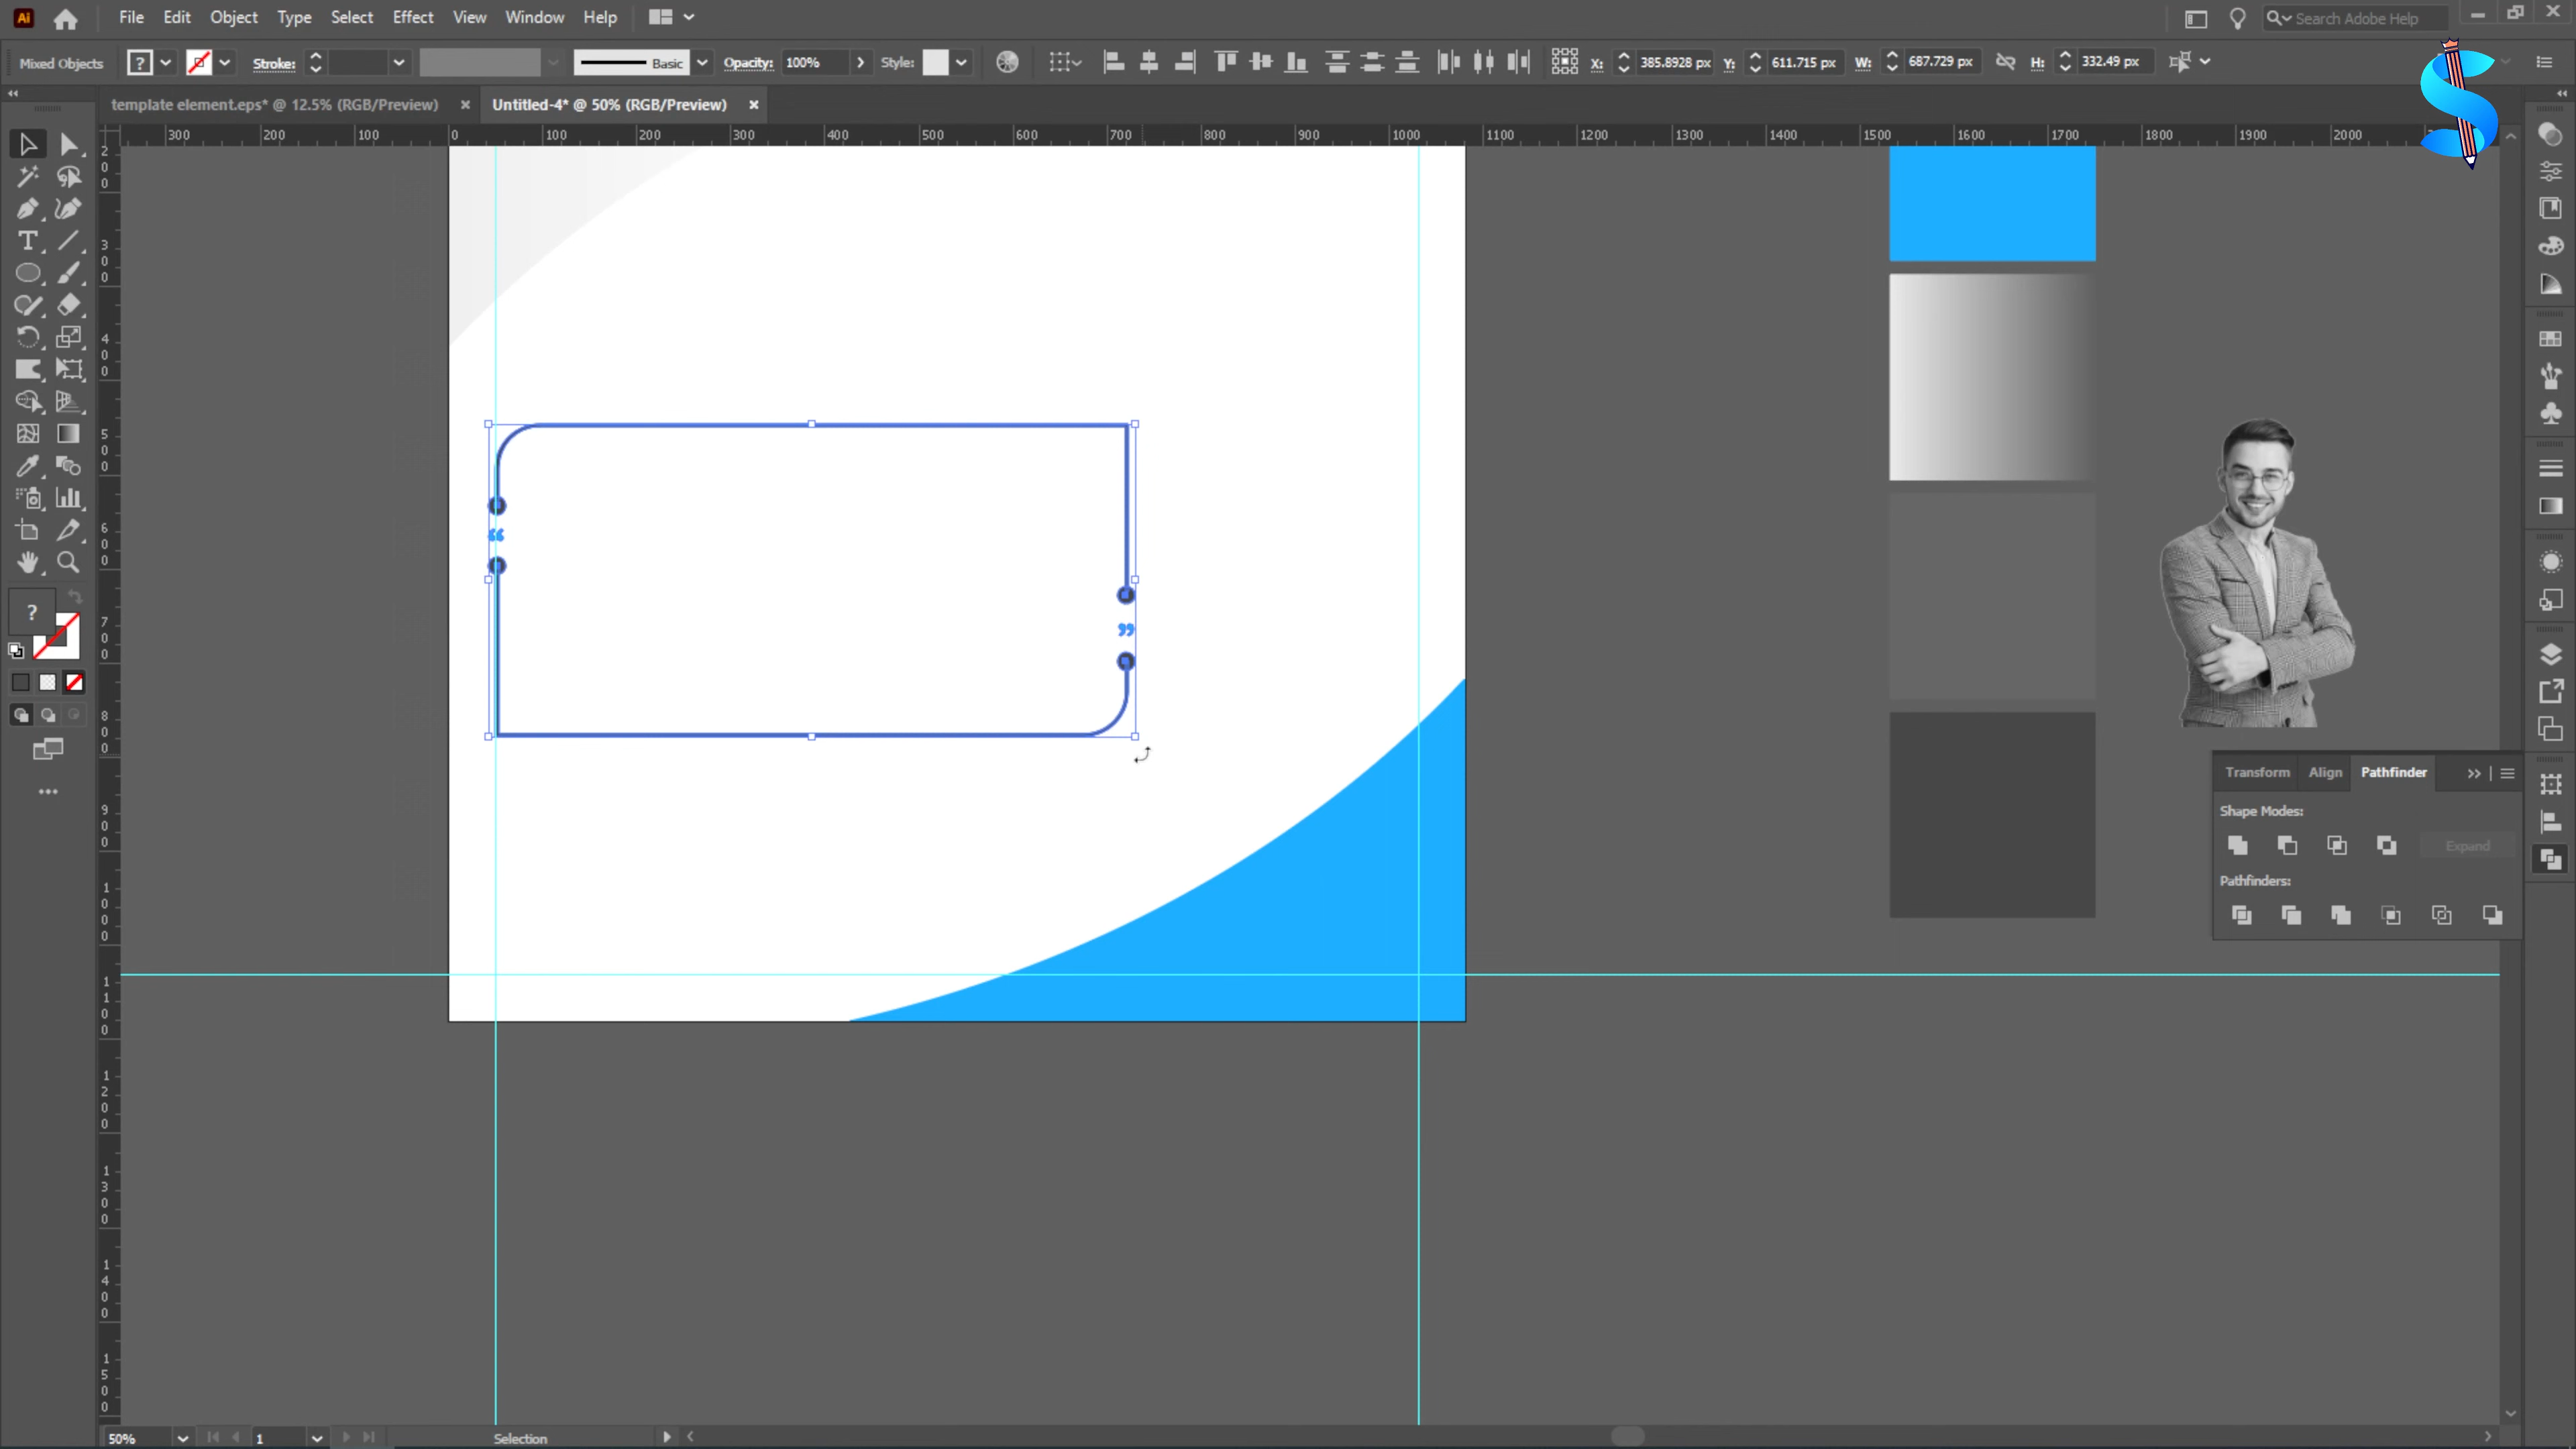 Ai File Edit Object Type Select Effect View Window Help Search Adobe Help
Mixed Objects ? Stroke: Basic Opacity: 100% Style: X: 385.8928 px Y: 611.715 px W: 687.729 px H: 332.49 px
template element.eps* @ 12.5% (RGB/Preview) × Untitled-4* @ 50% (RGB/Preview) ×
300 200 100 0 100 200 300 400 500 600 700 800 900 1000 1100 1200 1300 1400 1500 1600 1700 1800 1900 2000
200
300
400
500
“
600
?
”
700
800
Transform Align Pathfinder
Shape Modes:
Expand
Pathfinders:
900
1000
1100
1200
1300
1400
1500
50% 1 Selection